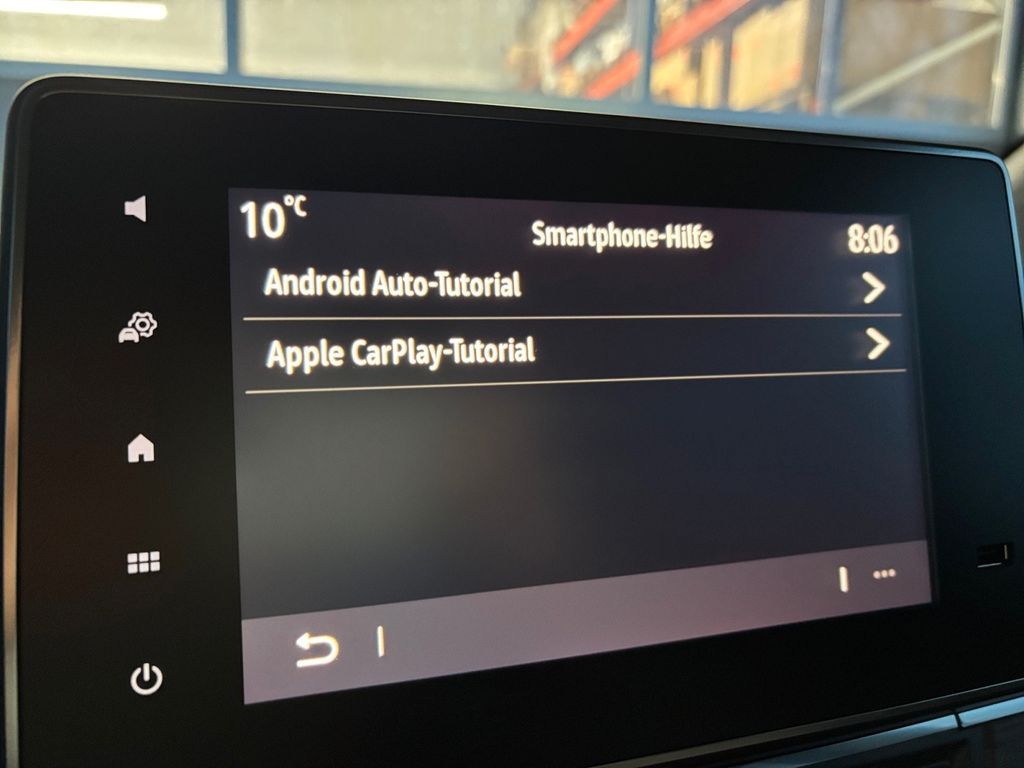 10°C
Smartphone-Hilfe
8:06
Android Auto-Tutorial
Apple CarPlay-Tutorial